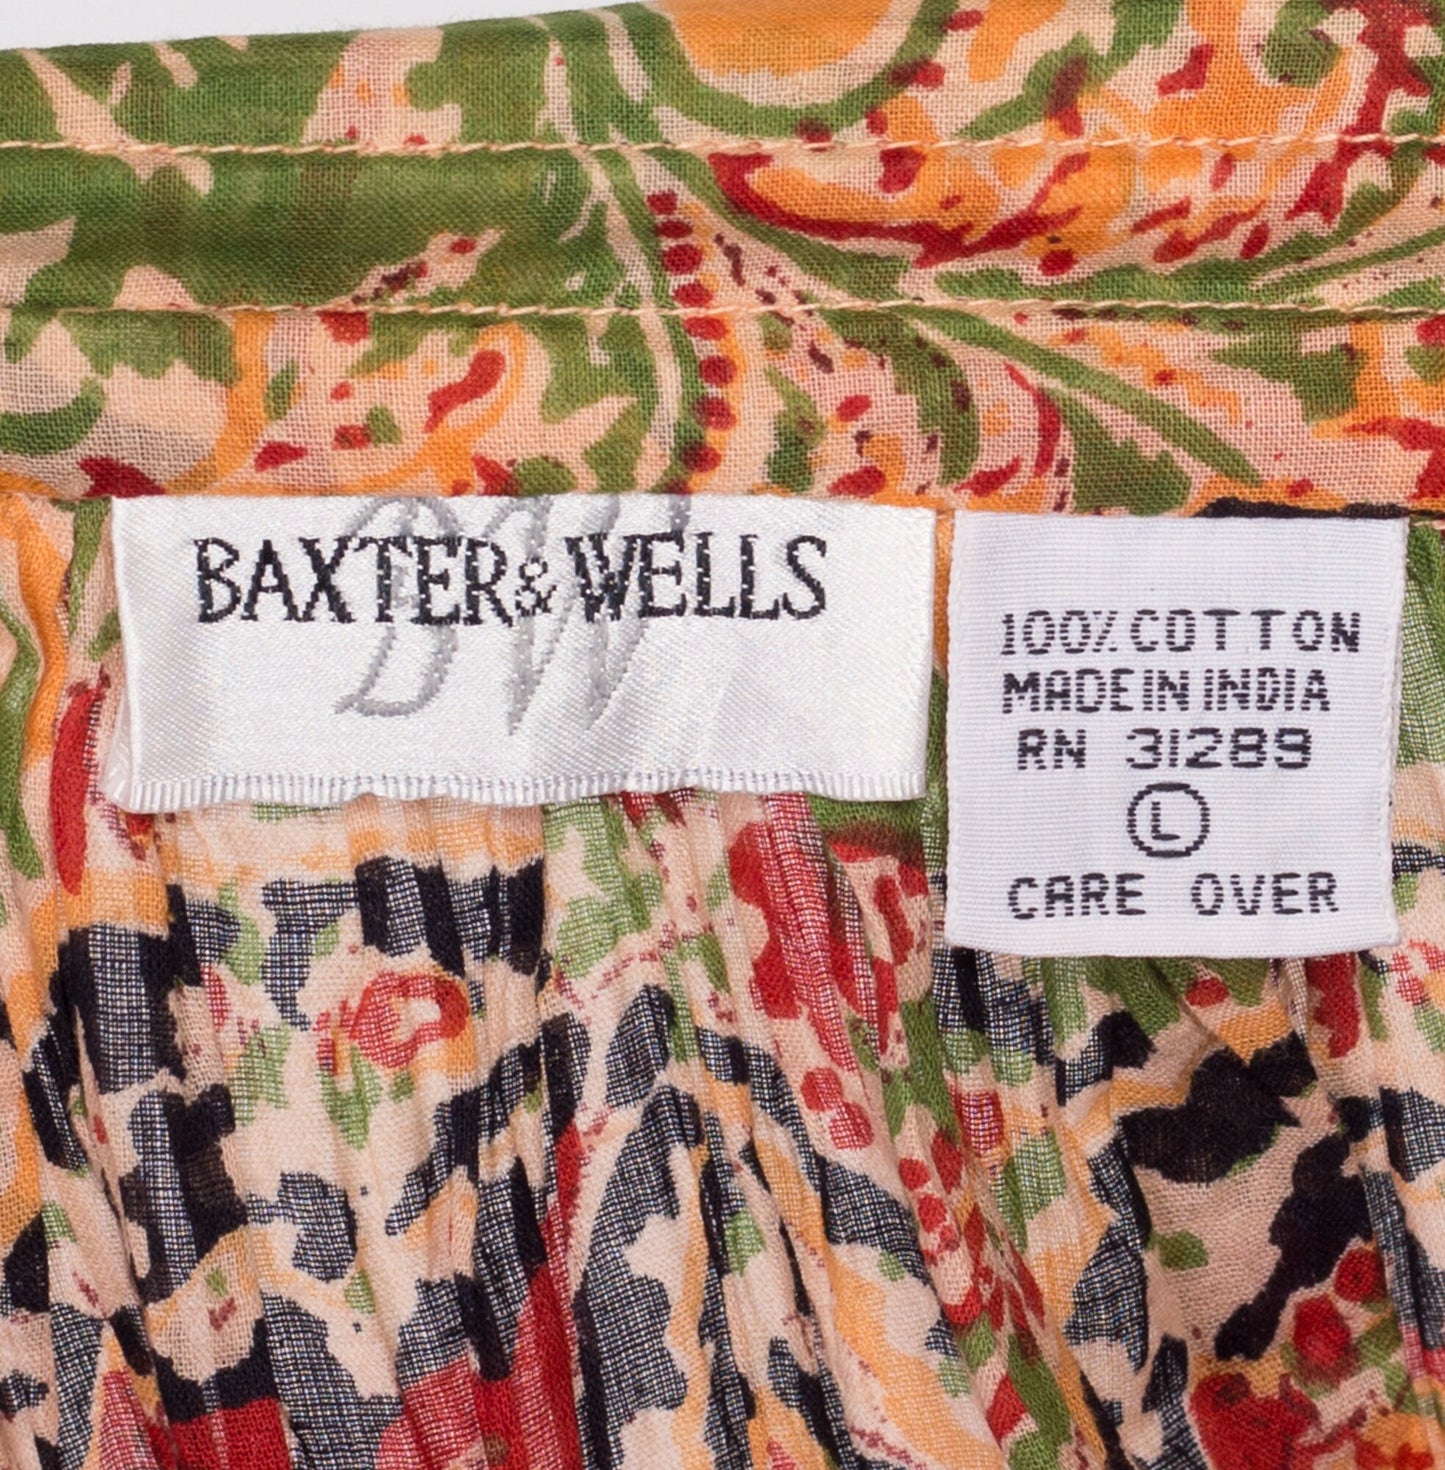 BW
BAXTER & WELLS
100% COTTON
MADE IN INDIA
RN 31289
L
CARE OVER